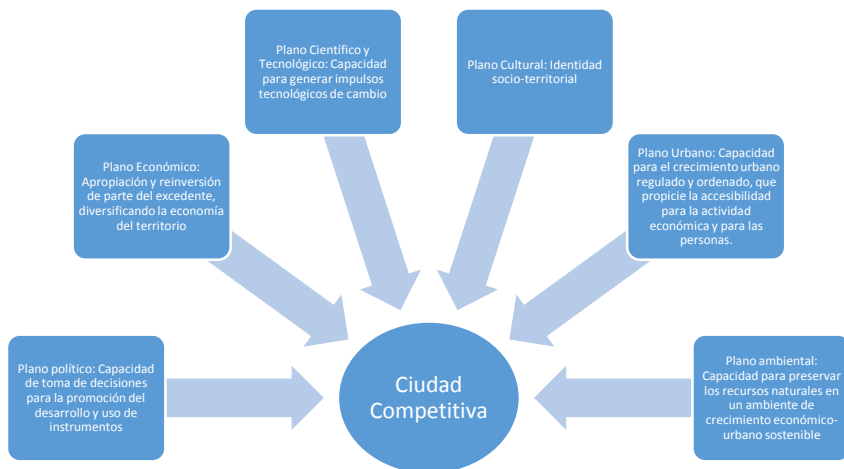 Plano Científico y
Tecnológico: Capacidad
para generar impulsos
tecnológicos de cambio
Plano Cultural: Identidad
socio-territorial
Plano Económico:
Apropiación y reinversión
de parte del excedente,
diversificando la economía
del territorio
Plano Urbano: Capacidad
para el crecimiento urbano
regulado y ordenado, que
propicie la accesibilidad
para la actividad
económica y para las
personas.
Plano político: Capacidad
de toma de decisiones
para la promoción del
desarrollo y uso de
instrumentos
Ciudad
Competitiva
Plano ambiental:
Capacidad para preservar
los recursos naturales en
un ambiente de
crecimiento económico-
urbano sostenible